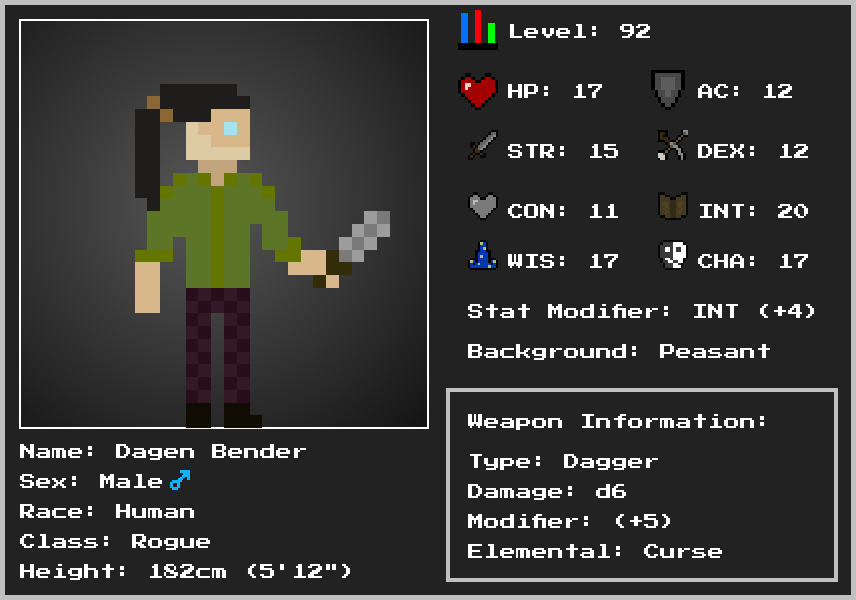 Level: 92
HP: 17 AC: 12
STR: 15 DEX: 12
CON: 11 INT: 20
WIS: 17 CHA: 17
Stat Modifier: INT (+4)
Background: Peasant
Weapon Information:
Type: Dagger
Damage: d6
Modifier: (+5)
Elemental: Curse
Name: Dagen Bender
Sex: Male ♂
Race: Human
Class: Rogue
Height: 182cm (5'12")